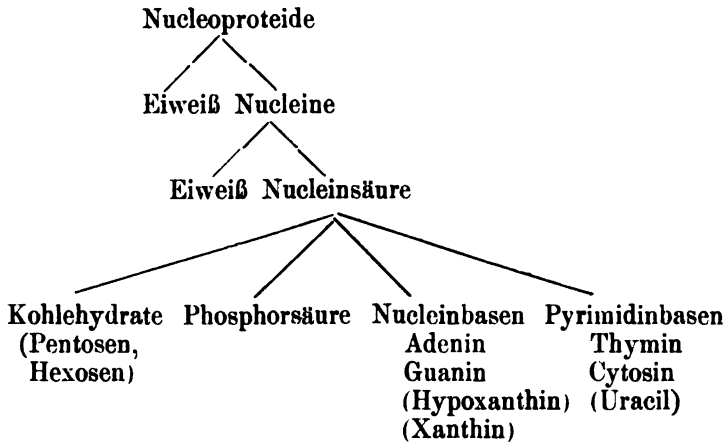 Nucleoproteide
Eiweiß Nucleine
Eiweiß Nucleinsäure
Kohlehydrate Phosphorsäure Nucleinbasen Pyrimidinbasen
(Pentosen, Adenin Thymin
Hexosen) Guanin Cytosin
(Hypoxanthin) (Uracil)
(Xanthin)